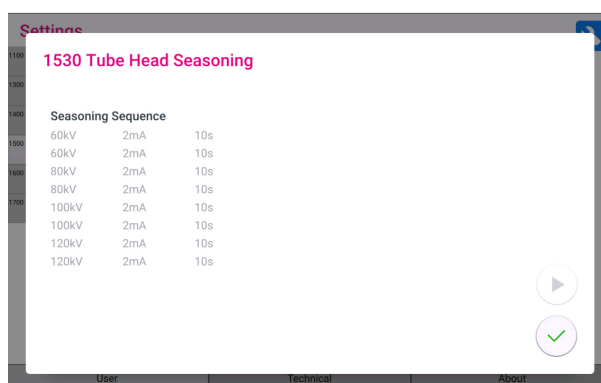 Settings
1100
1300
1400
1500
1600
1700
1530 Tube Head Seasoning
Seasoning Sequence
60kV 2mA 10s
60kV 2mA 10s
80kV 2mA 10s
80kV 2mA 10s
100kV 2mA 10s
100kV 2mA 10s
120kV 2mA 10s
120kV 2mA 10s
User Technical About